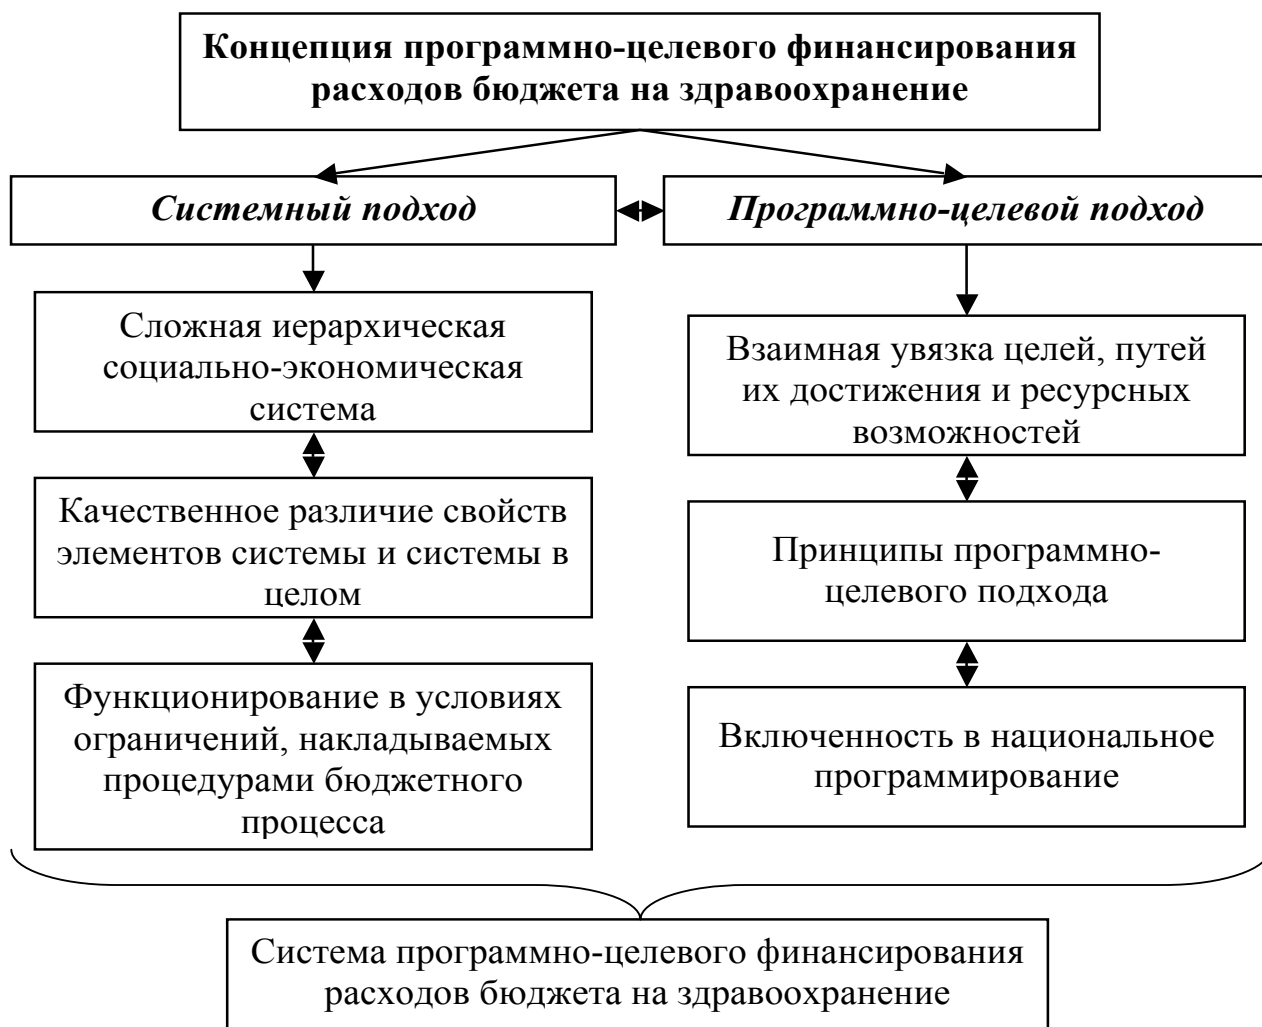 Концепция программно-целевого финансирования
расходов бюджета на здравоохранение
Системный подход
Программно-целевой подход
Сложная иерархическая
социально-экономическая
система
Качественное различие свойств
элементов системы и системы в
целом
Функционирование в условиях
ограничений, накладываемых
процедурами бюджетного
процесса
Взаимная увязка целей, путей
их достижения и ресурсных
возможностей
Принципы программно-
целевого подхода
Включенность в национальное
программирование
Система программно-целевого финансирования
расходов бюджета на здравоохранение